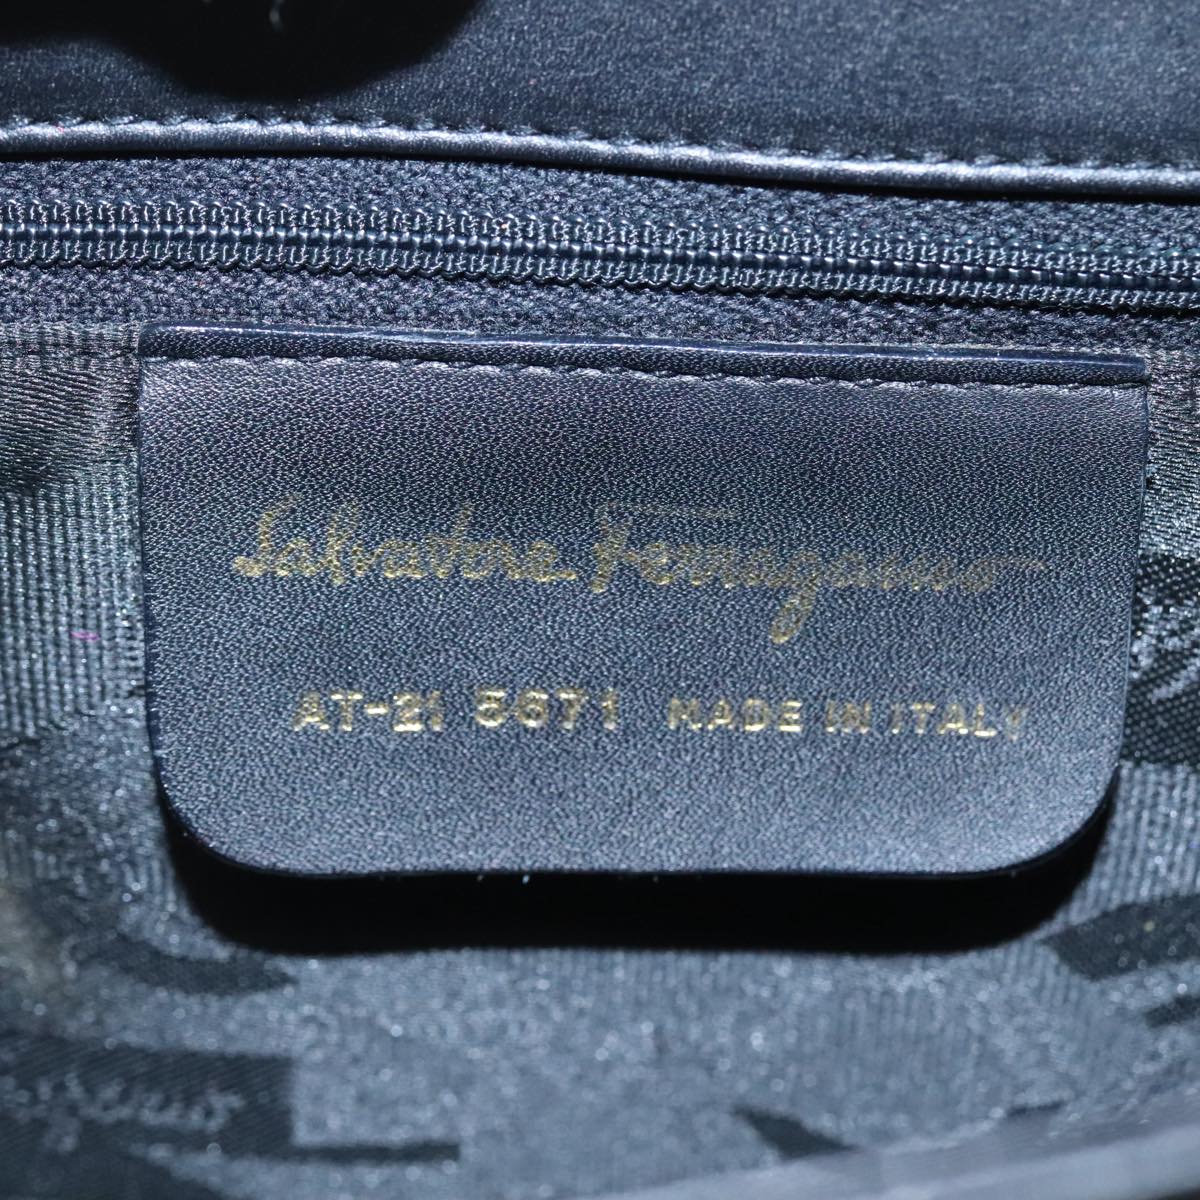 Salvatore Ferragamo
AT-21 5671 MADE IN ITALY